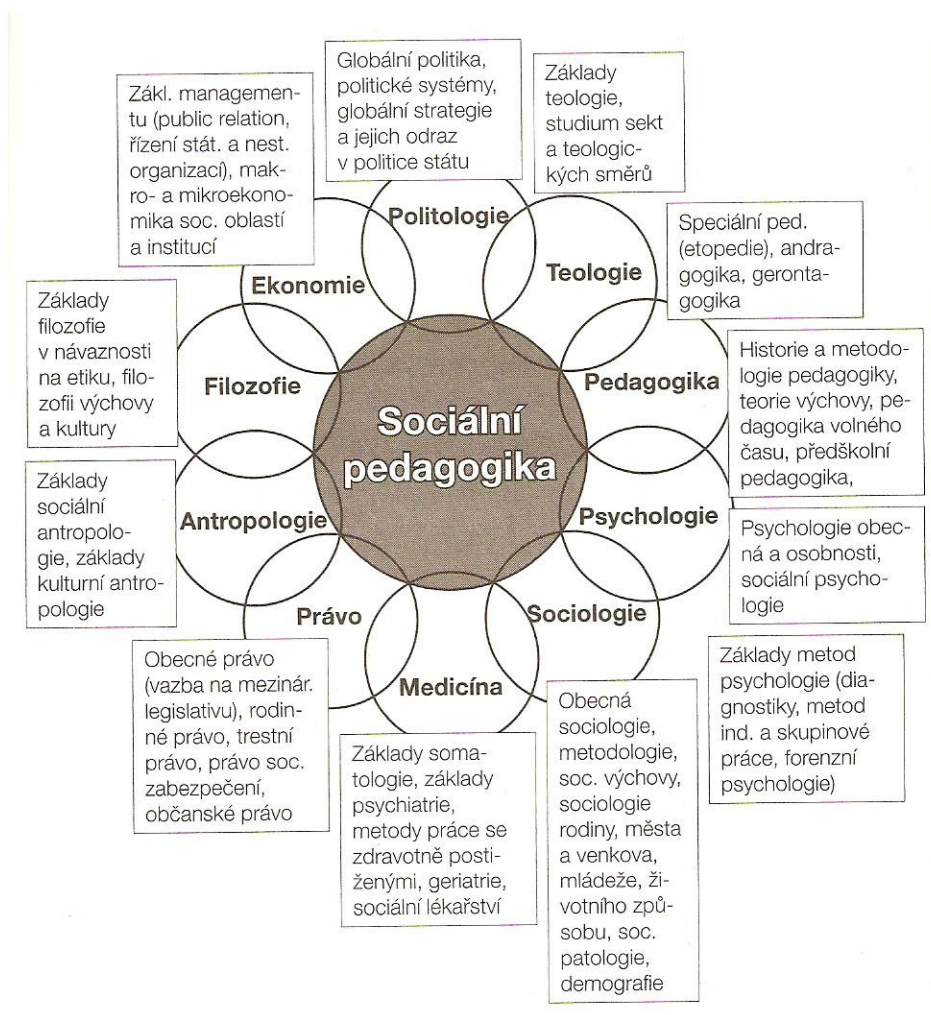 Globální politika,
politické systémy,
globální strategie
a jejich odraz
v politice státu
Základy
teologie,
studium sekt
a teologic-
kých směrů
Zákl. managemen-
tu (public relation,
řízení stát. a nest.
organizací), mak-
ro- a mikroekono-
mika soc. oblastí
a institucí
Politologie
Teologie
Speciální ped.
(etopedie), andra-
gogika, geronta-
gogika
Ekonomie
Základy
filozofie
v návaznosti
na etiku, filo-
zofii výchovy
a kultury
Filozofie
Pedagogika
Historie a metodo-
logie pedagogiky,
teorie výchovy, pe-
dagogika volného
času, předškolní
pedagogika,
Sociální
pedagogika
Základy
sociální
antropolo-
gie, základy
kulturní antro-
pologie
Antropologie
Psychologie
Psychologie obec-
ná a osobnosti,
sociální psycho-
logie
Právo
Sociologie
Medicína
Obecné právo
(vazba na mezinár.
legislativu), rodin-
né právo, trestní
právo, právo soc.
zabezpečení,
občanské právo
Základy soma-
tologie, základy
psychiatrie,
metody práce se
zdravotně posti-
ženými, geriatrie,
sociální lékařství
Obecná
sociologie,
metodologie,
soc. výchovy,
sociologie
rodiny, města
a venkova,
mládeže, ži-
votního způ-
sobu, soc.
patologie,
demografie
Základy metod
psychologie (dia-
gnostiky, metod
ind. a skupinové
práce, forenzní
psychologie)